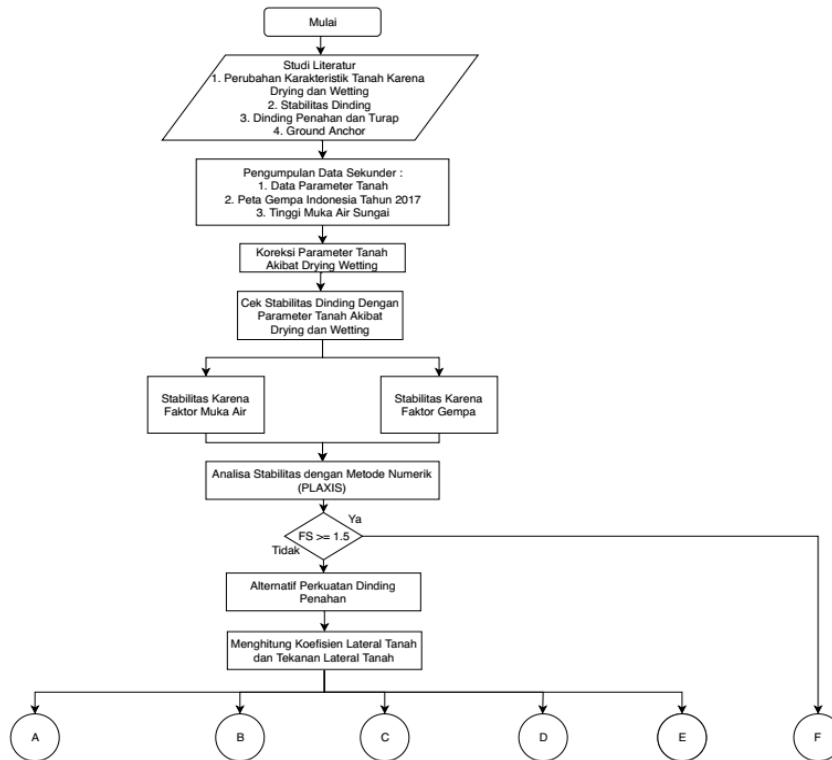 Mulai
Studi Literatur
1. Perubahan Karakteristik Tanah Karena
Drying dan Wetting
2. Stabilitas Dinding
3. Dinding Penahan dan Turap
4. Ground Anchor
Pengumpulan Data Sekunder :
1. Data Parameter Tanah
2. Peta Gempa Indonesia Tahun 2017
3. Tinggi Muka Air Sungai
Koreksi Parameter Tanah
Akibat Drying Wetting
Cek Stabilitas Dinding Dengan
Parameter Tanah Akibat
Drying dan Wetting
Stabilitas Karena
Faktor Muka Air
Stabilitas Karena
Faktor Gempa
Analisa Stabilitas dengan Metode Numerik
(PLAXIS)
Ya
FS >= 1.5
Tidak
Alternatif Perkuatan Dinding
Penahan
Menghitung Koefisien Lateral Tanah
dan Tekanan Lateral Tanah
A
B
C
D
E
F